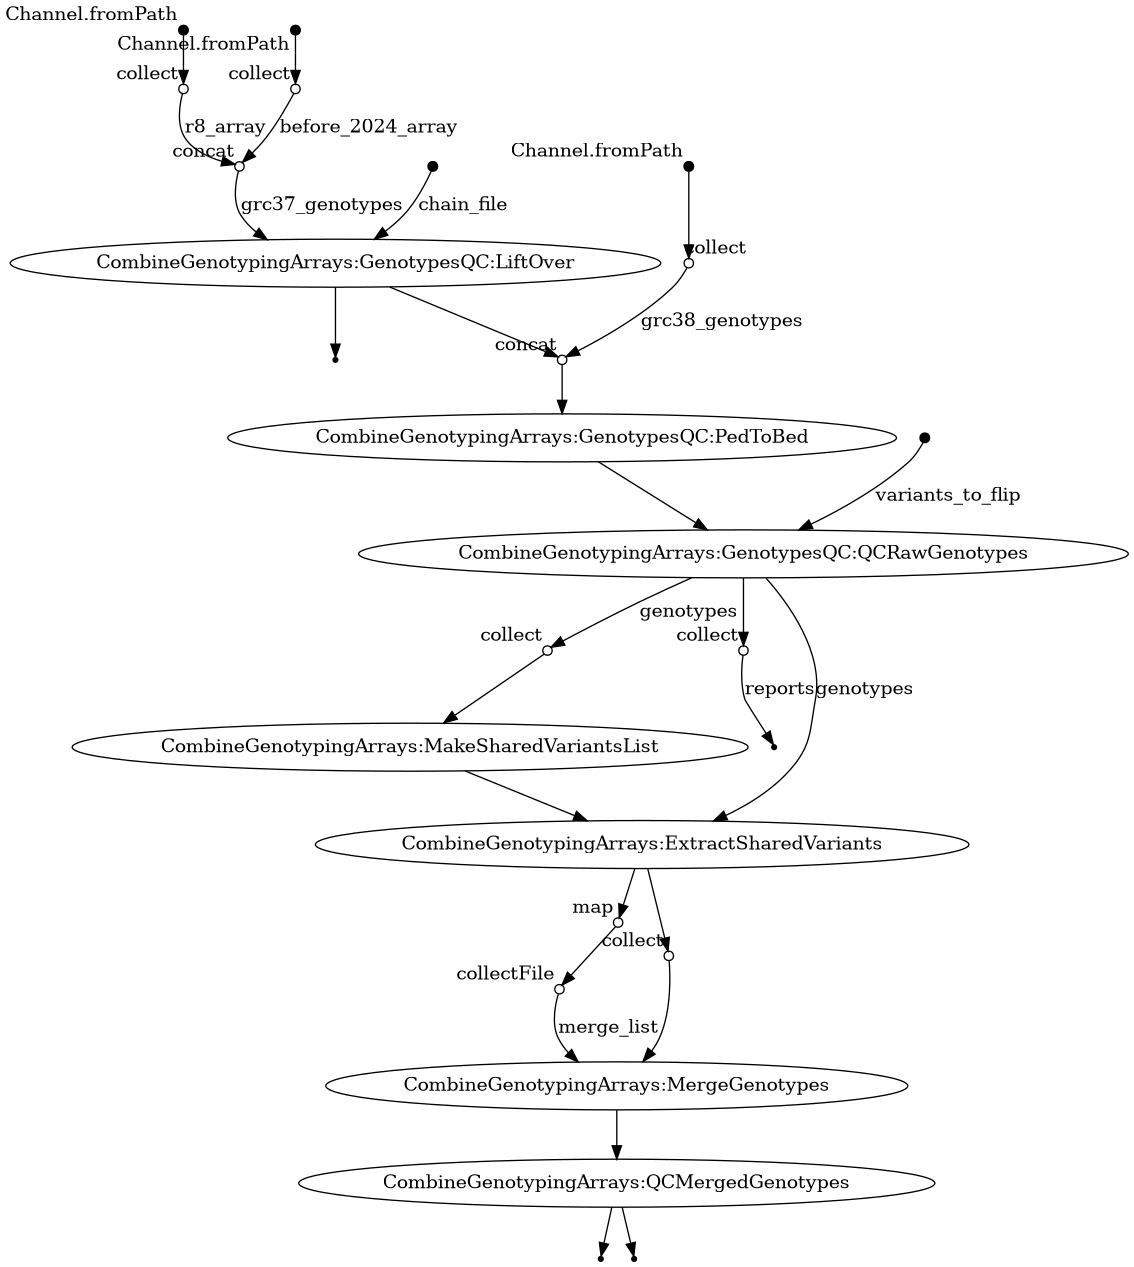 Channel.fromPath
Channel.fromPath
collect
collect
r8_array
before_2024_array
concat
Channel.fromPath
grc37_genotypes
chain_file
collect
CombineGenotypingArrays:GenotypesQC:LiftOver
grc38_genotypes
concat
CombineGenotypingArrays:GenotypesQC:PedToBed
variants_to_flip
CombineGenotypingArrays:GenotypesQC:QCRawGenotypes
genotypes
collect
collect
reports
genotypes
CombineGenotypingArrays:MakeSharedVariantsList
CombineGenotypingArrays:ExtractSharedVariants
map
collect
collectFile
merge_list
CombineGenotypingArrays:MergeGenotypes
CombineGenotypingArrays:QCMergedGenotypes